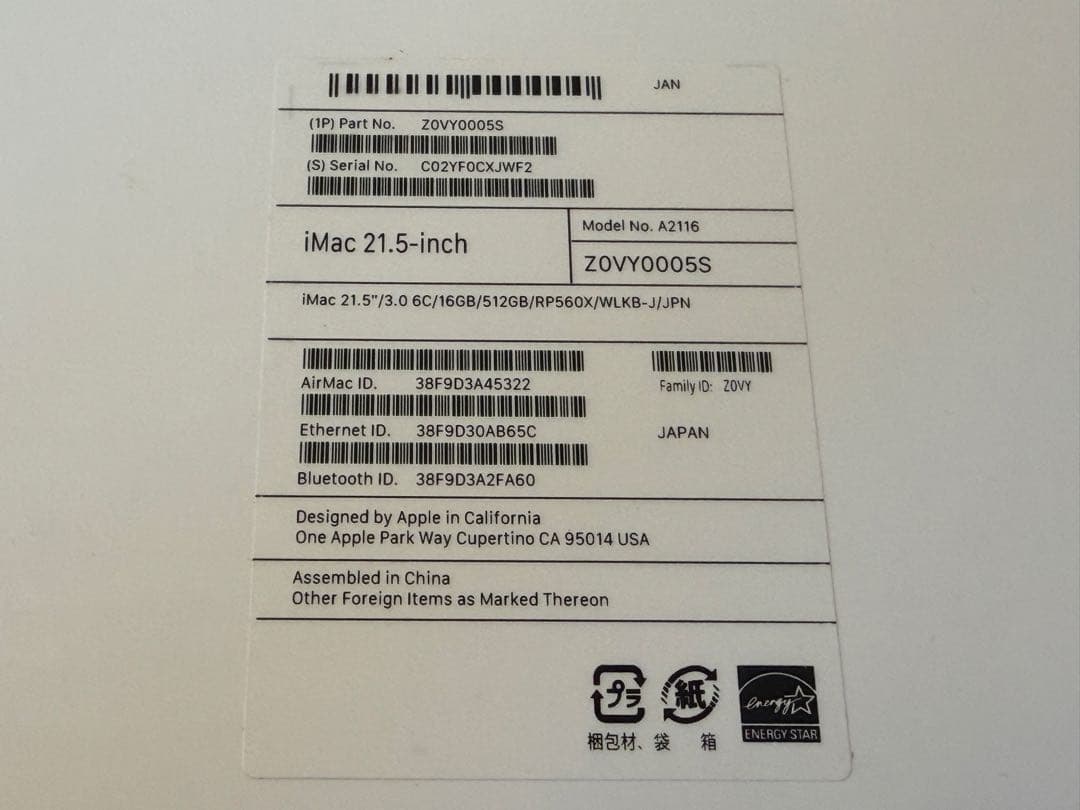 JAN
(1P) Part No. Z0VY0005S
(S) Serial No. C02YF0CXJWF2
iMac 21.5-inch
Model No. A2116
Z0VY0005S
iMac 21.5"/3.0 6C/16GB/512GB/RP560X/WLKB-J/JPN
AirMac ID. 38F9D3A45322
Family ID: Z0VY
Ethernet ID. 38F9D30AB65C
JAPAN
Bluetooth ID. 38F9D3A2FA60
Designed by Apple in California
One Apple Park Way Cupertino CA 95014 USA
Assembled in China
Other Foreign Items as Marked Thereon
プラ
紙
energy
ENERGY STAR
梱包材、袋 箱